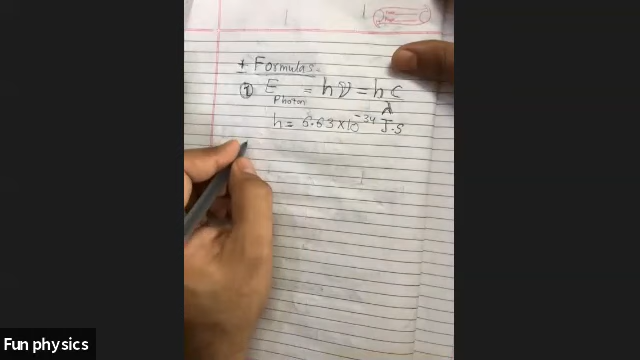 ± Formulas.
① E Photon = hν = hc/λ
h = 6.63×10⁻³⁴ J.S
Fun physics